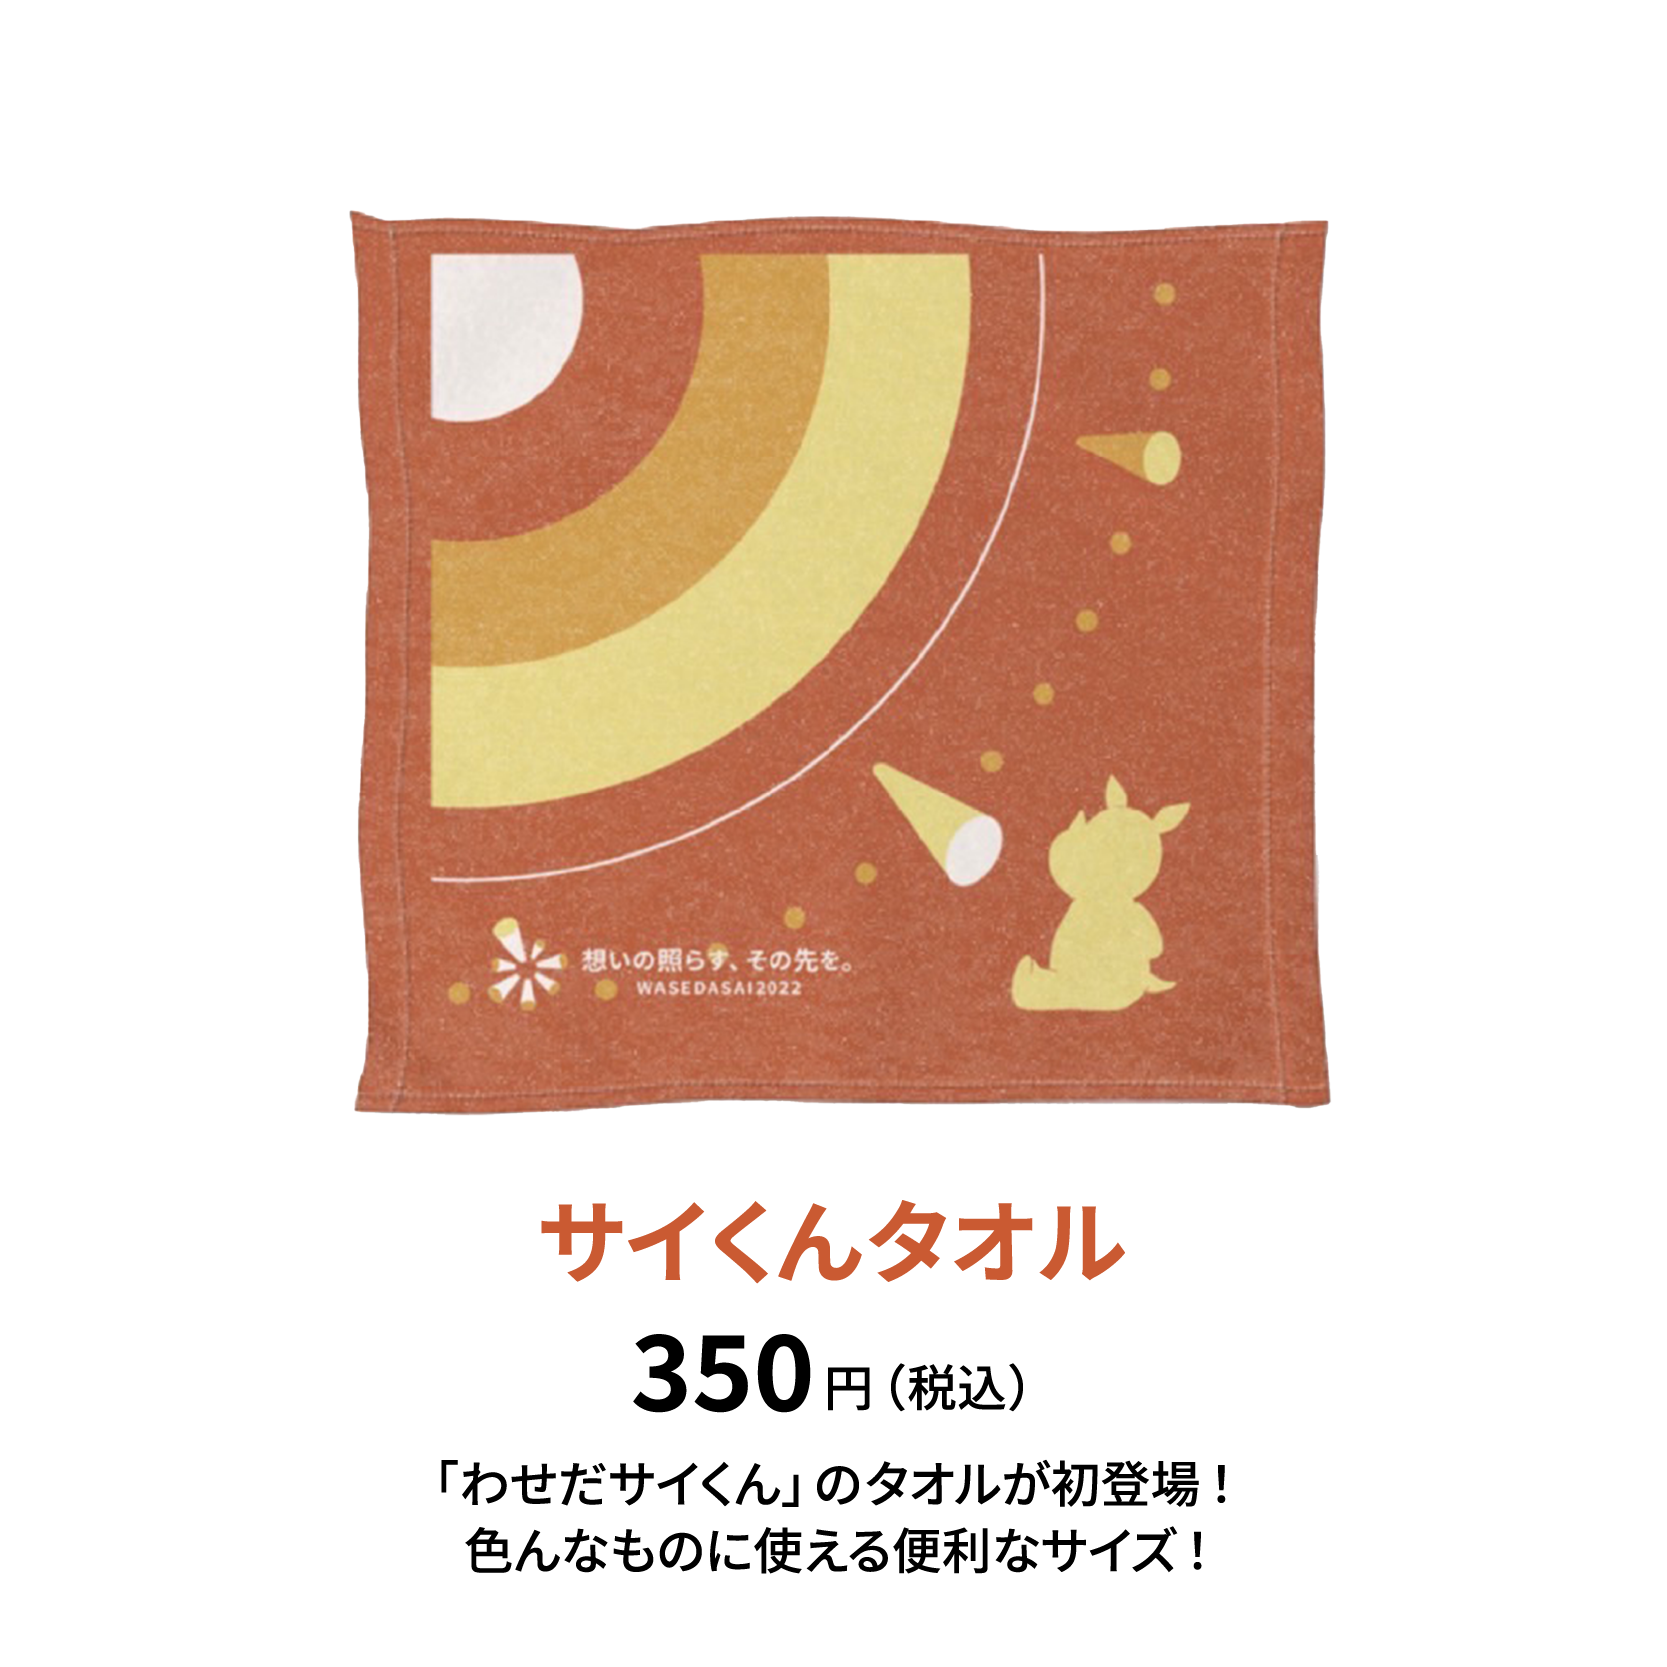 想いの照らす、その先を。
WASEDASAI2022
サイくんタオル
350円（税込）
「わせだサイくん」のタオルが初登場！
色んなものに使える便利なサイズ！